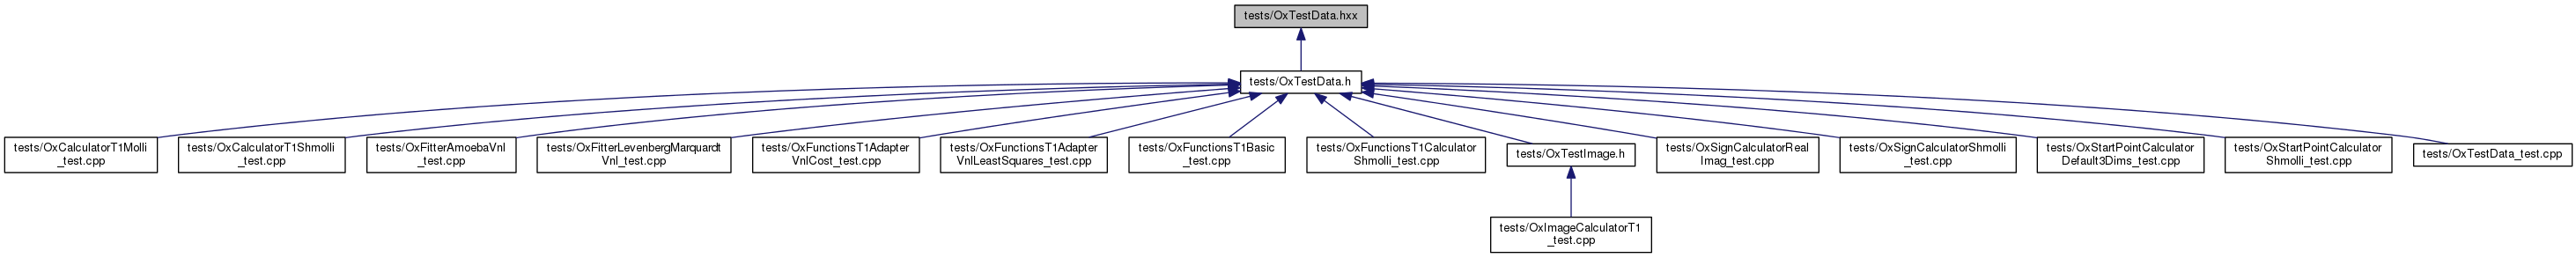 tests/OxTestData.hxx
tests/OxTestData.h
tests/OxCalculatorT1Molli
_test.cpp
tests/OxCalculatorT1Shmolli
_test.cpp
tests/OxFitterAmoebaVnl
_test.cpp
tests/OxFitterLevenbergMarquardt
Vnl_test.cpp
tests/OxFunctionsT1Adapter
VnlCost_test.cpp
tests/OxFunctionsT1Adapter
VnlLeastSquares_test.cpp
tests/OxFunctionsT1Basic
_test.cpp
tests/OxFunctionsT1Calculator
Shmolli_test.cpp
tests/OxTestImage.h
tests/OxSignCalculatorReal
Imag_test.cpp
tests/OxSignCalculatorShmolli
_test.cpp
tests/OxStartPointCalculator
Default3Dims_test.cpp
tests/OxStartPointCalculator
Shmolli_test.cpp
tests/OxTestData_test.cpp
tests/OxImageCalculatorT1
_test.cpp